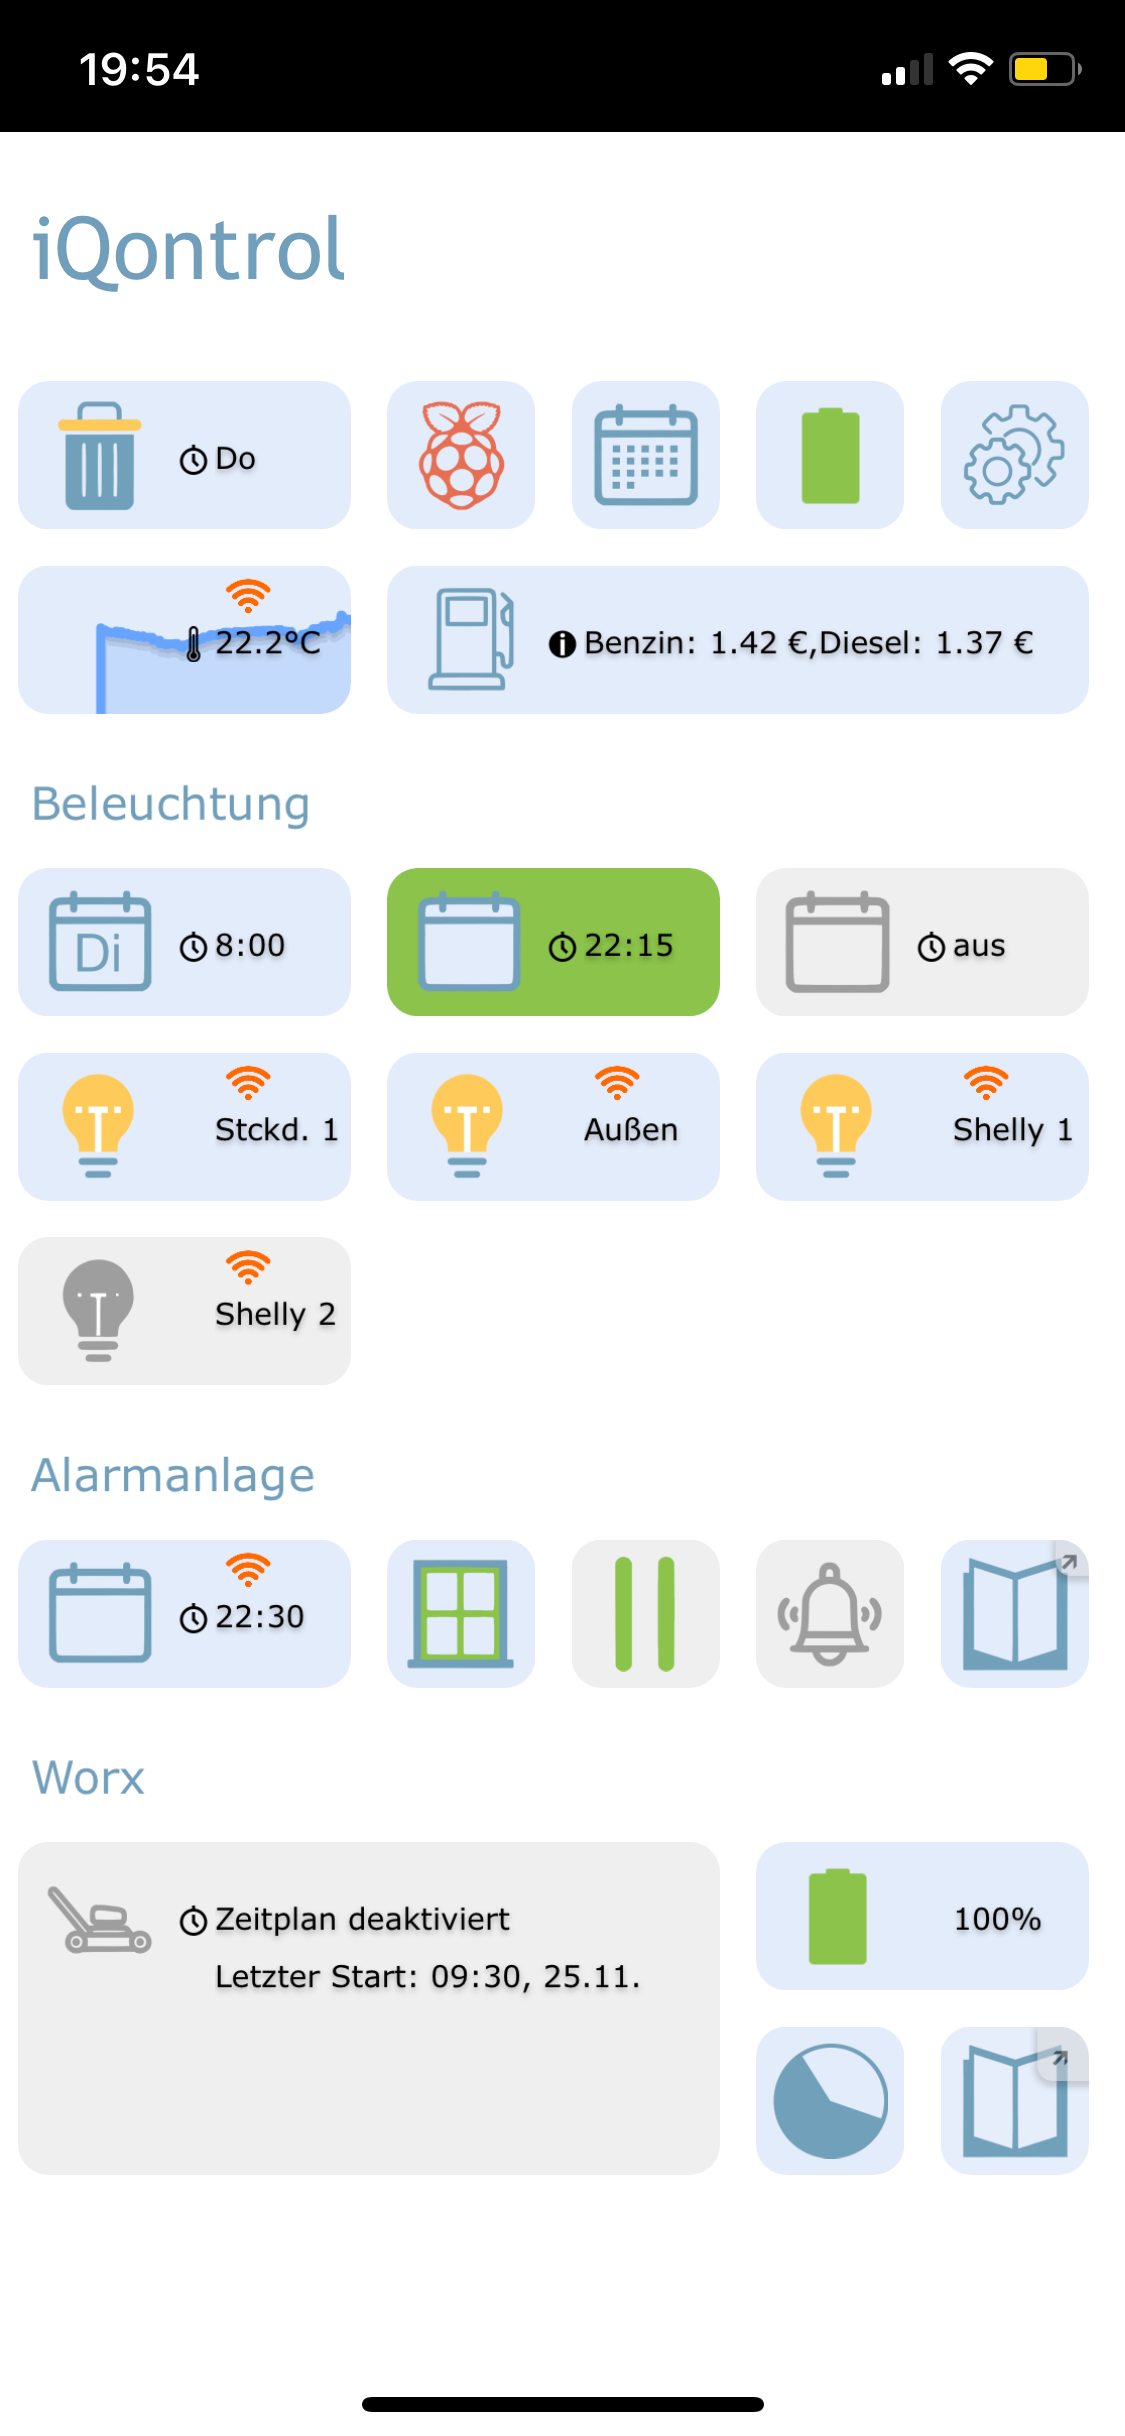 19:54
iQontrol
Do
22.2°C
Benzin: 1.42 €,Diesel: 1.37 €
Beleuchtung
Di 8:00
22:15
aus
Stckd. 1
Außen
Shelly 1
Shelly 2
Alarmanlage
22:30
Worx
Zeitplan deaktiviert
Letzter Start: 09:30, 25.11.
100%